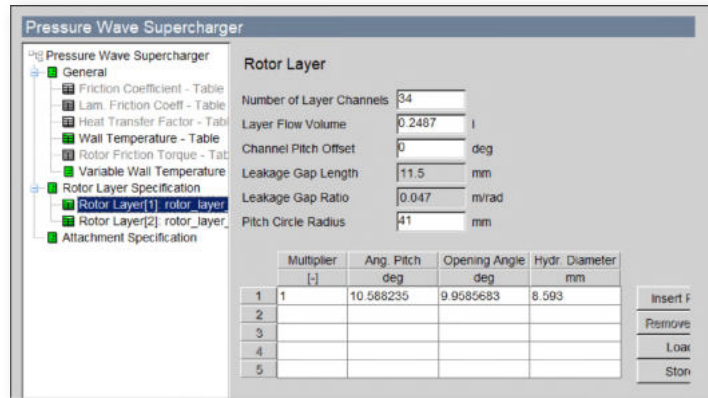 Pressure Wave Supercharger
Pressure Wave Supercharger
General
Friction Coefficient - Table
Lam. Friction Coeff - Table
Heat Transfer Factor - Tabl
Wall Temperature - Table
Rotor Friction Torque - Tab
Variable Wall Temperature
Rotor Layer Specification
Rotor Layer[1]: rotor_layer_
Rotor Layer[2]: rotor_layer_
Attachment Specification
Rotor Layer
Number of Layer Channels 34
Layer Flow Volume 0.2487 l
Channel Pitch Offset 0 deg
Leakage Gap Length 11.5 mm
Leakage Gap Ratio 0.047 m/rad
Pitch Circle Radius 41 mm
Multiplier Ang. Pitch Opening Angle Hydr. Diameter
[-] deg deg mm
1 1 10.588235 9.9585683 8.593
2
3
4
5
Insert F
Remove
Load
Store